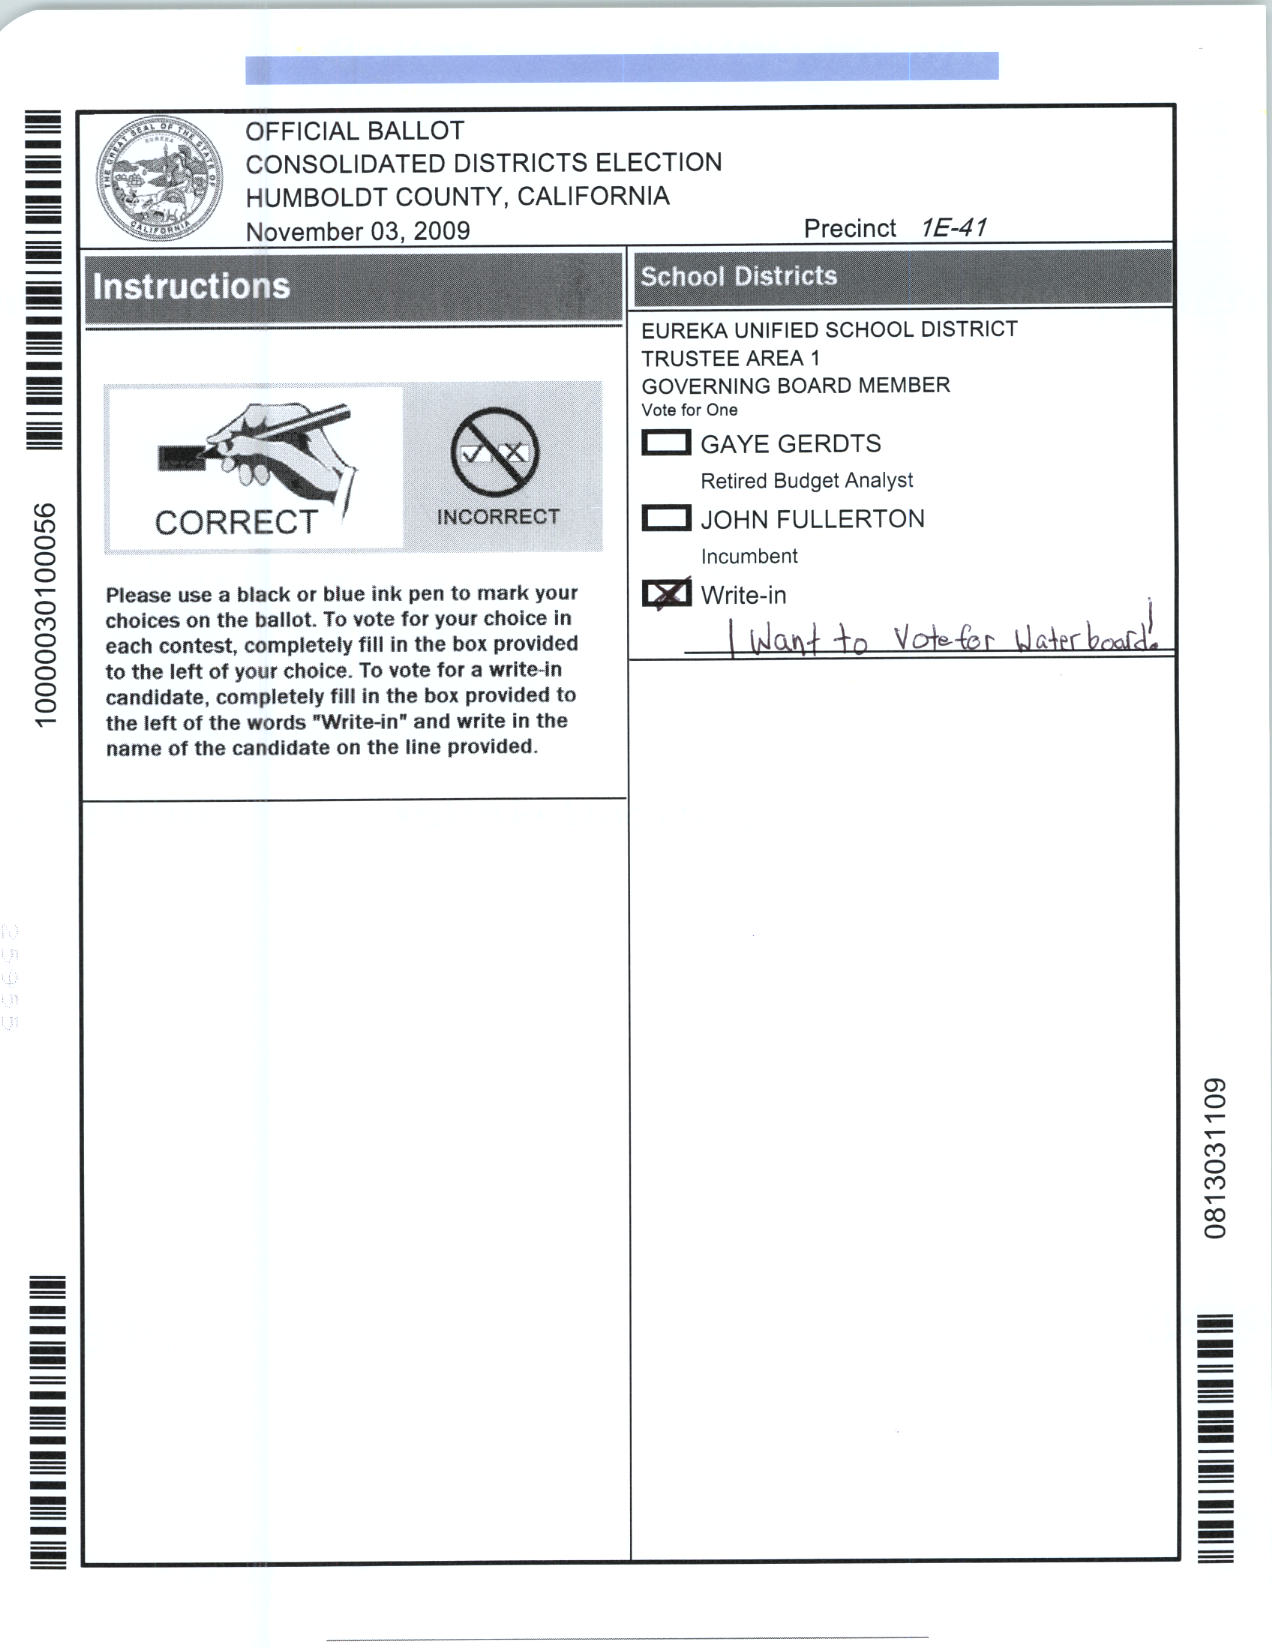 OFFICIAL BALLOT
CONSOLIDATED DISTRICTS ELECTION
HUMBOLDT COUNTY, CALIFORNIA
November 03, 2009
Precinct 1E-41
THE GREAT SEAL OF THE STATE OF CALIFORNIA
EUREKA
Instructions
CORRECT
INCORRECT
Please use a black or blue ink pen to mark your
choices on the ballot. To vote for your choice in
each contest, completely fill in the box provided
to the left of your choice. To vote for a write-in
candidate, completely fill in the box provided to
the left of the words "Write-in" and write in the
name of the candidate on the line provided.
School Districts
EUREKA UNIFIED SCHOOL DISTRICT
TRUSTEE AREA 1
GOVERNING BOARD MEMBER
Vote for One
GAYE GERDTS
Retired Budget Analyst
JOHN FULLERTON
Incumbent
Write-in
I Want to Vote for Waterboard!
10000030100056
0813031109